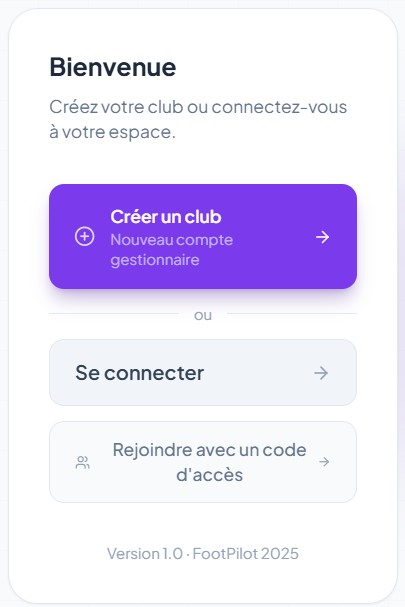 Bienvenue
Créez votre club ou connectez-vous
à votre espace.
Créer un club
Nouveau compte
gestionnaire
ou
Se connecter
Rejoindre avec un code
d'accès
Version 1.0 · FootPilot 2025